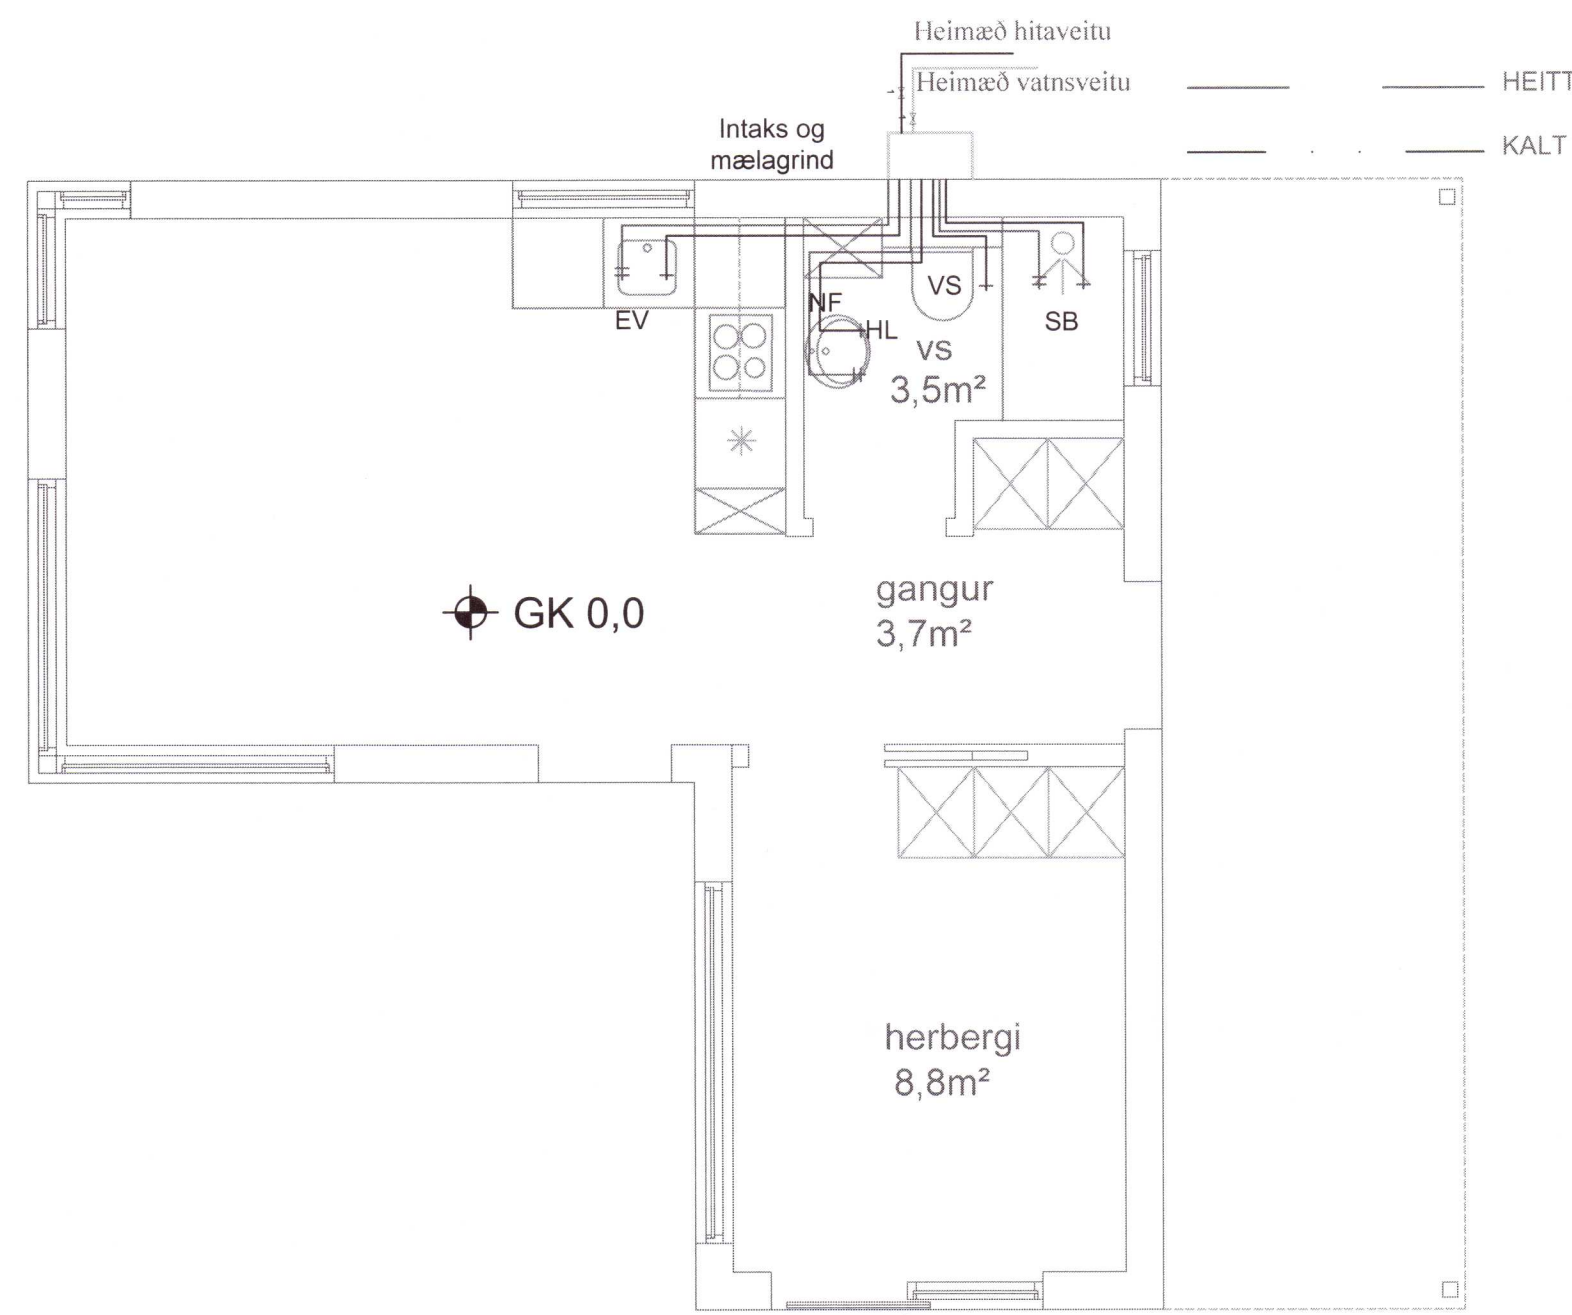 Heimæð hitaveitu
Heimæð vatnsveitu
HEITT
KALT
Intaks og
mælagrind
EV
NF
HL
VS
SB
VS
3,5m²
GK 0,0
gangur
3,7m²
herbergi
8,8m²